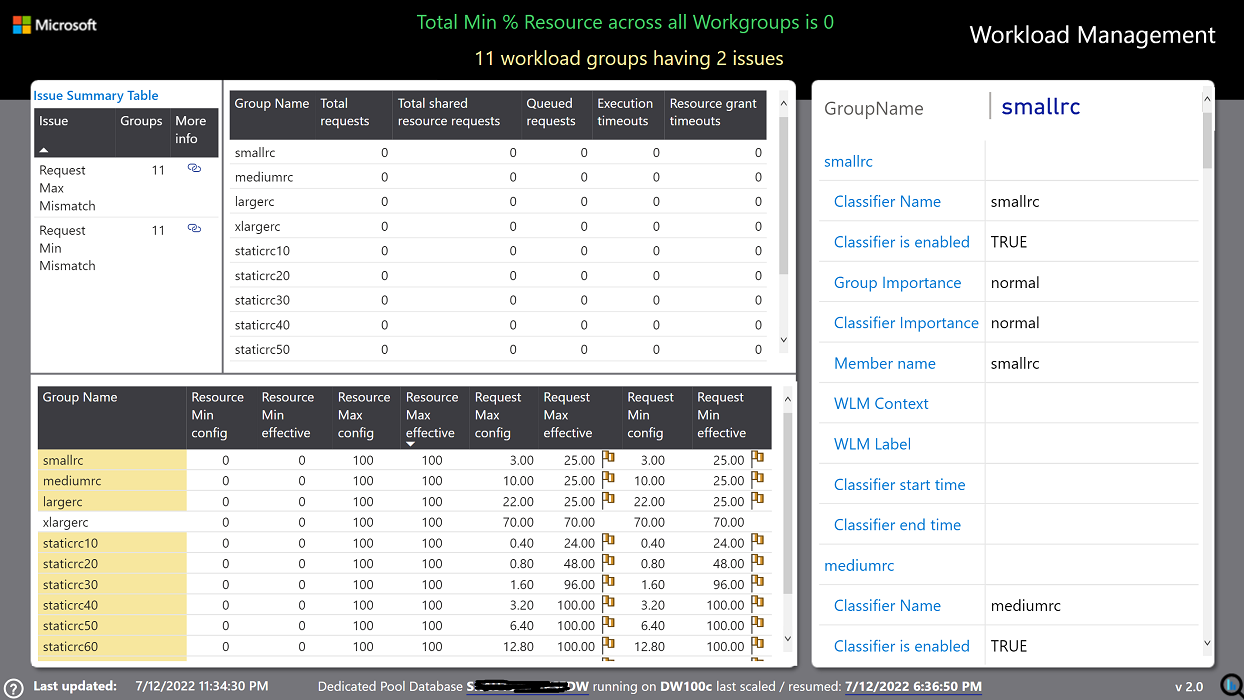 Microsoft
Total Min % Resource across all Workgroups is 0
11 workload groups having 2 issues
Workload Management
Issue Summary Table
Issue Groups More info
Request Max Mismatch 11
Request Min Mismatch 11
Group Name Total requests Total shared resource requests Queued requests Execution timeouts Resource grant timeouts
smallrc 0 0 0 0 0
mediumrc 0 0 0 0 0
largerc 0 0 0 0 0
xlargerc 0 0 0 0 0
staticrc10 0 0 0 0 0
staticrc20 0 0 0 0 0
staticrc30 0 0 0 0 0
staticrc40 0 0 0 0 0
staticrc50 0 0 0 0 0
Group Name Resource Min config Resource Min effective Resource Max config Resource Max effective Request Max config Request Max effective Request Min config Request Min effective
smallrc 0 0 100 100 3.00 25.00 3.00 25.00
mediumrc 0 0 100 100 10.00 25.00 10.00 25.00
largerc 0 0 100 100 22.00 25.00 22.00 25.00
xlargerc 0 0 100 100 70.00 70.00 70.00 70.00
staticrc10 0 0 100 100 0.40 24.00 0.40 24.00
staticrc20 0 0 100 100 0.80 48.00 0.80 48.00
staticrc30 0 0 100 100 1.60 96.00 1.60 96.00
staticrc40 0 0 100 100 3.20 100.00 3.20 100.00
staticrc50 0 0 100 100 6.40 100.00 6.40 100.00
staticrc60 0 0 100 100 12.80 100.00 12.80 100.00
GroupName smallrc
smallrc
Classifier Name smallrc
Classifier is enabled TRUE
Group Importance normal
Classifier Importance normal
Member name smallrc
WLM Context
WLM Label
Classifier start time
Classifier end time
mediumrc
Classifier Name mediumrc
Classifier is enabled TRUE
Last updated: 7/12/2022 11:34:30 PM
Dedicated Pool Database S DW running on DW100c last scaled / resumed: 7/12/2022 6:36:50 PM
v 2.0